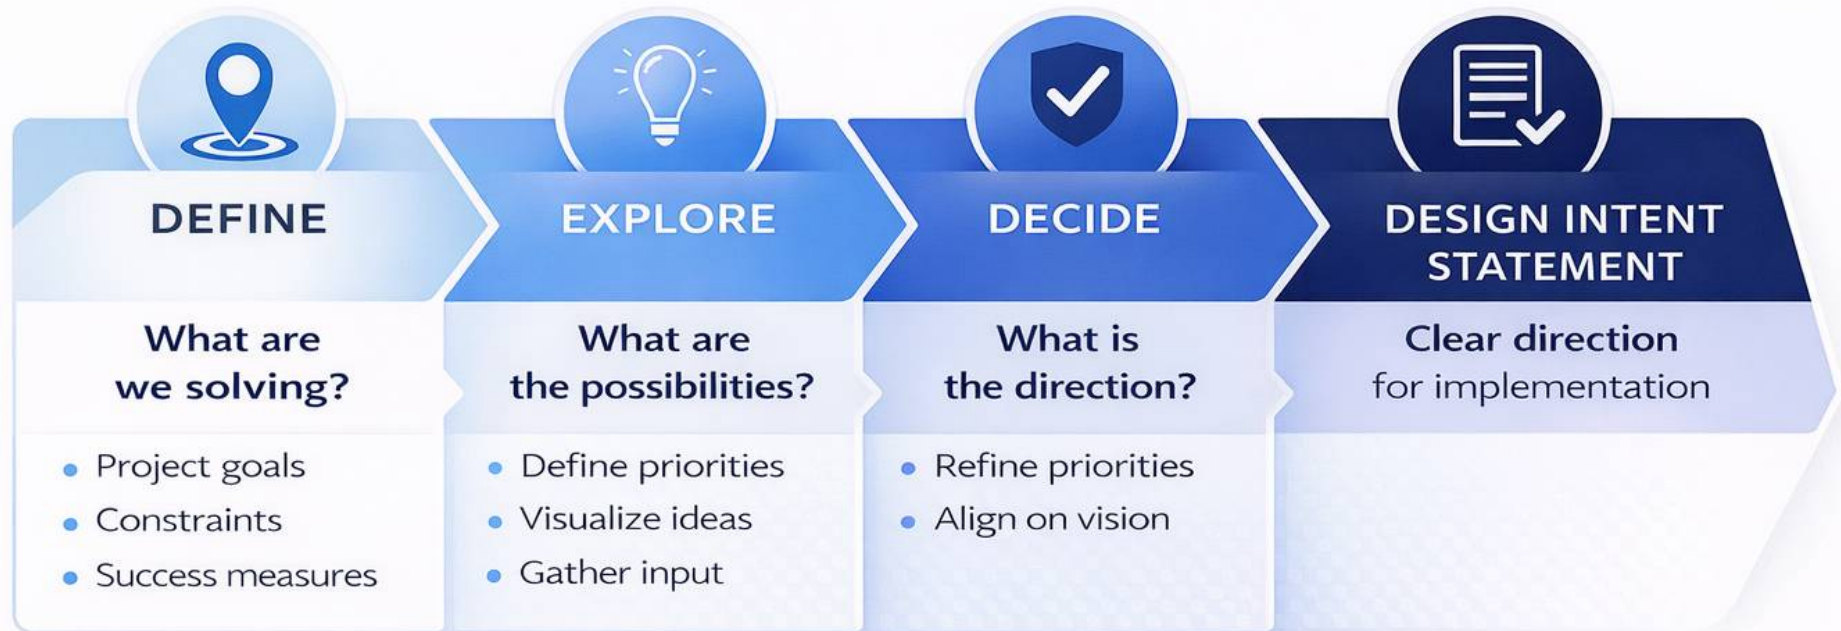 DEFINE
What are
we solving?
Project goals
Constraints
Success measures
EXPLORE
What are
the possibilities?
Define priorities
Visualize ideas
Gather input
DECIDE
What is
the direction?
Refine priorities
Align on vision
DESIGN INTENT
STATEMENT
Clear direction
for implementation